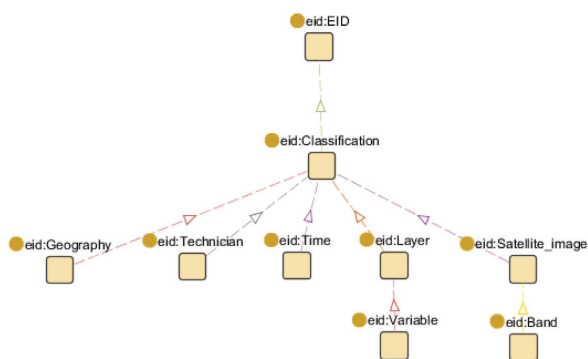 eid:EID
eid:Classification
eid:Geography
eid:Technician
eid:Time
eid:Layer
eid:Satellite_image
eid:Variable
eid:Band